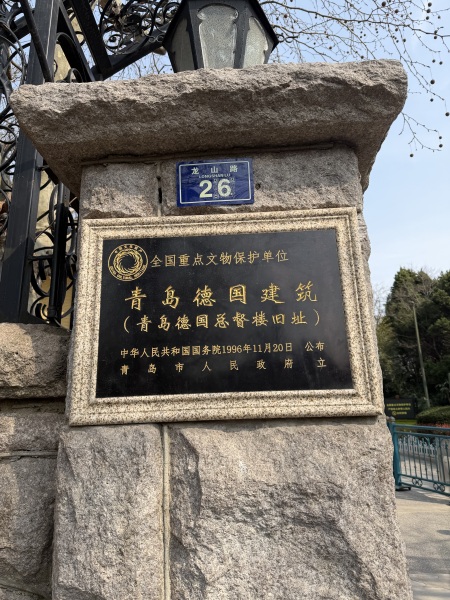 龙山路
LONGSHAN LU
26
全国重点文物保护单位
青岛德国建筑
（青岛德国总督楼旧址）
中华人民共和国国务院1996年11月20日 公布
青岛市人民政府立